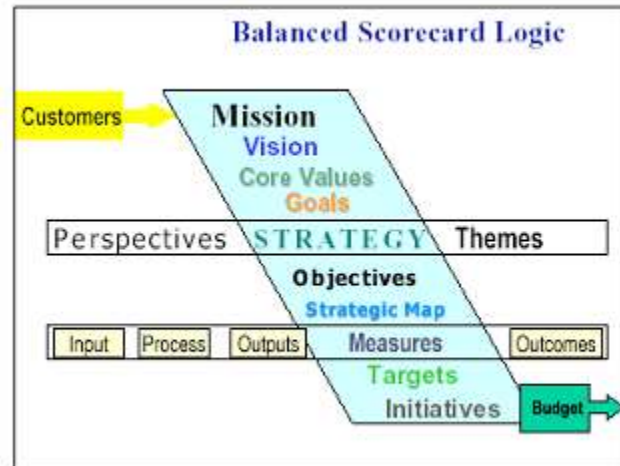 Balanced Scorecard Logic
Customers
Mission
Vision
Core Values
Goals
Perspectives STRATEGY Themes
Objectives
Strategic Map
Input Process Outputs Measures Outcomes
Targets
Initiatives Budget